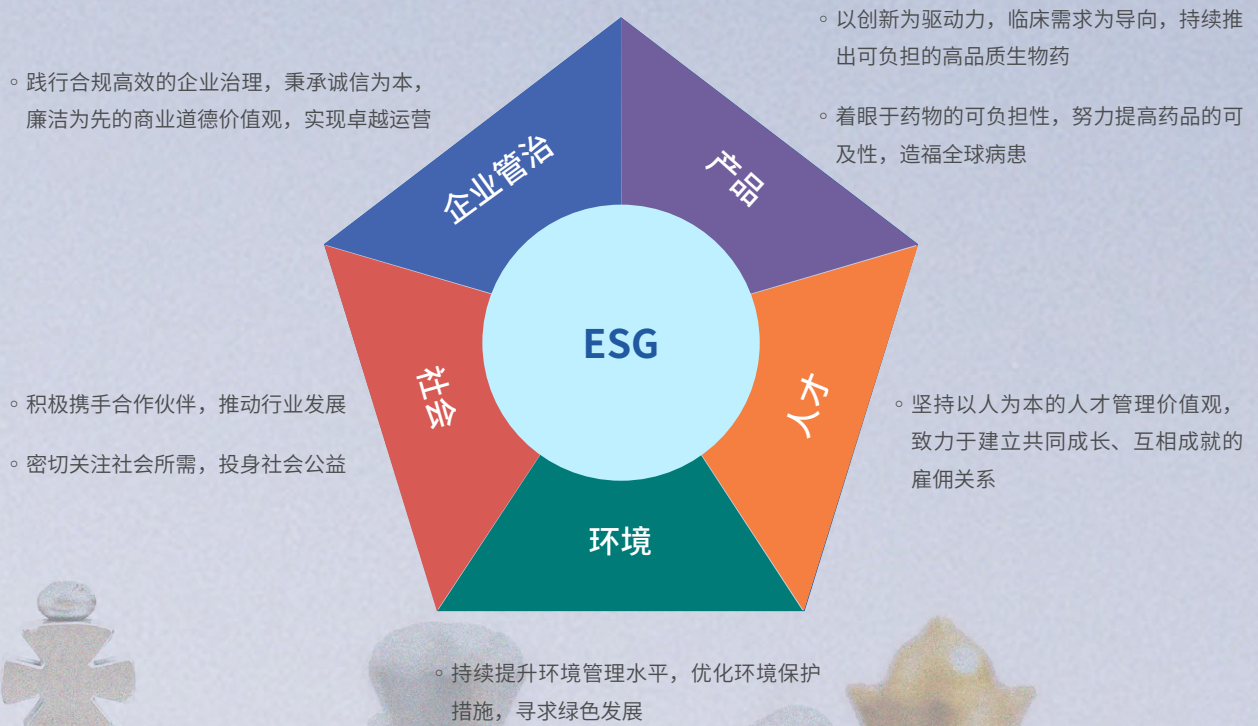 践行合规高效的企业治理，秉承诚信为本，
廉洁为先的商业道德价值观，实现卓越运营
以创新为驱动力，临床需求为导向，持续推
出可负担的高品质生物药
着眼于药物的可负担性，努力提高药品的可
及性，造福全球病患
企业管治
产品
ESG
社会
人才
环境
积极携手合作伙伴，推动行业发展
密切关注社会所需，投身社会公益
坚持以人为本的人才管理价值观，
致力于建立共同成长、互相成就的
雇佣关系
持续提升环境管理水平，优化环境保护
措施，寻求绿色发展